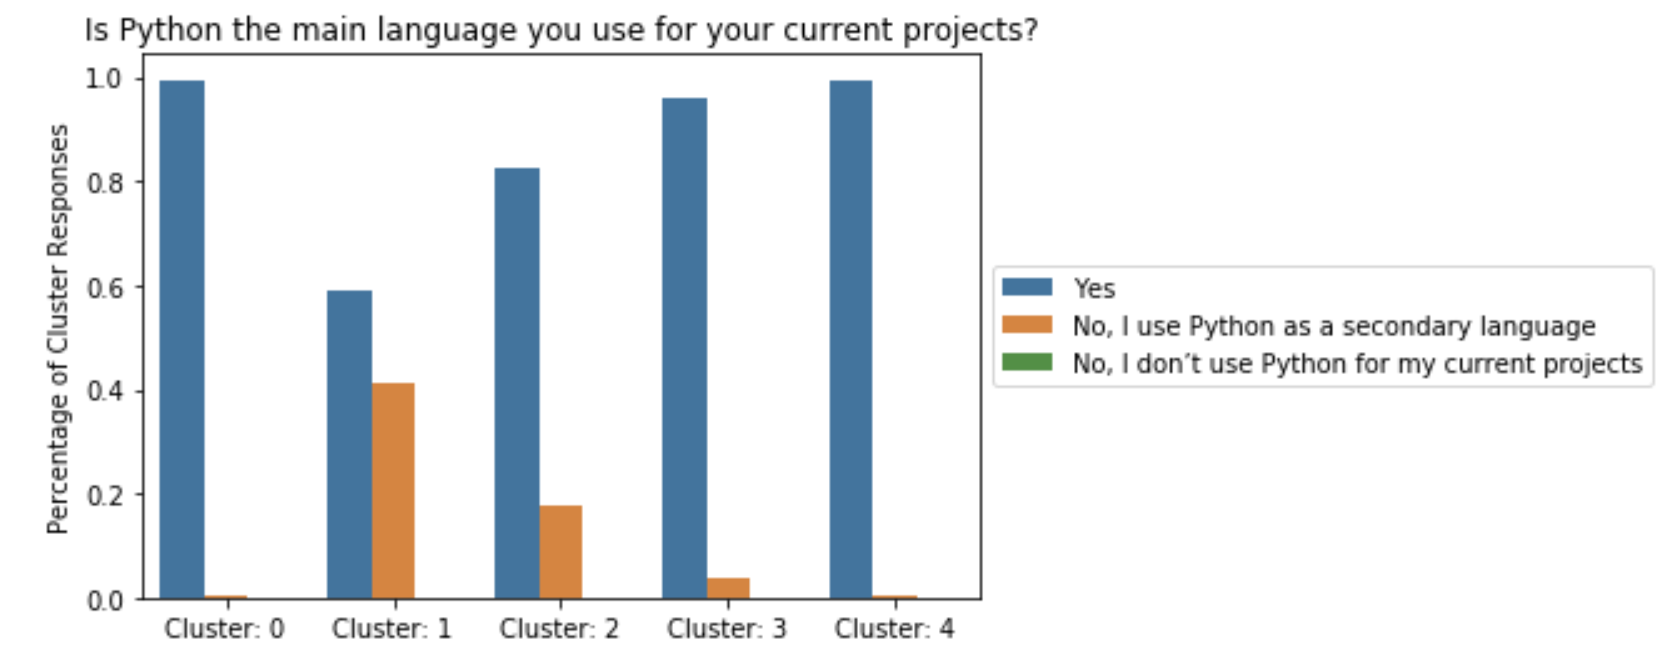 Is Python the main language you use for your current projects?
Percentage of Cluster Responses
1.0
0.8
0.6
0.4
0.2
0.0
Cluster: 0
Cluster: 1
Cluster: 2
Cluster: 3
Cluster: 4
Yes
No, I use Python as a secondary language
No, I don’t use Python for my current projects